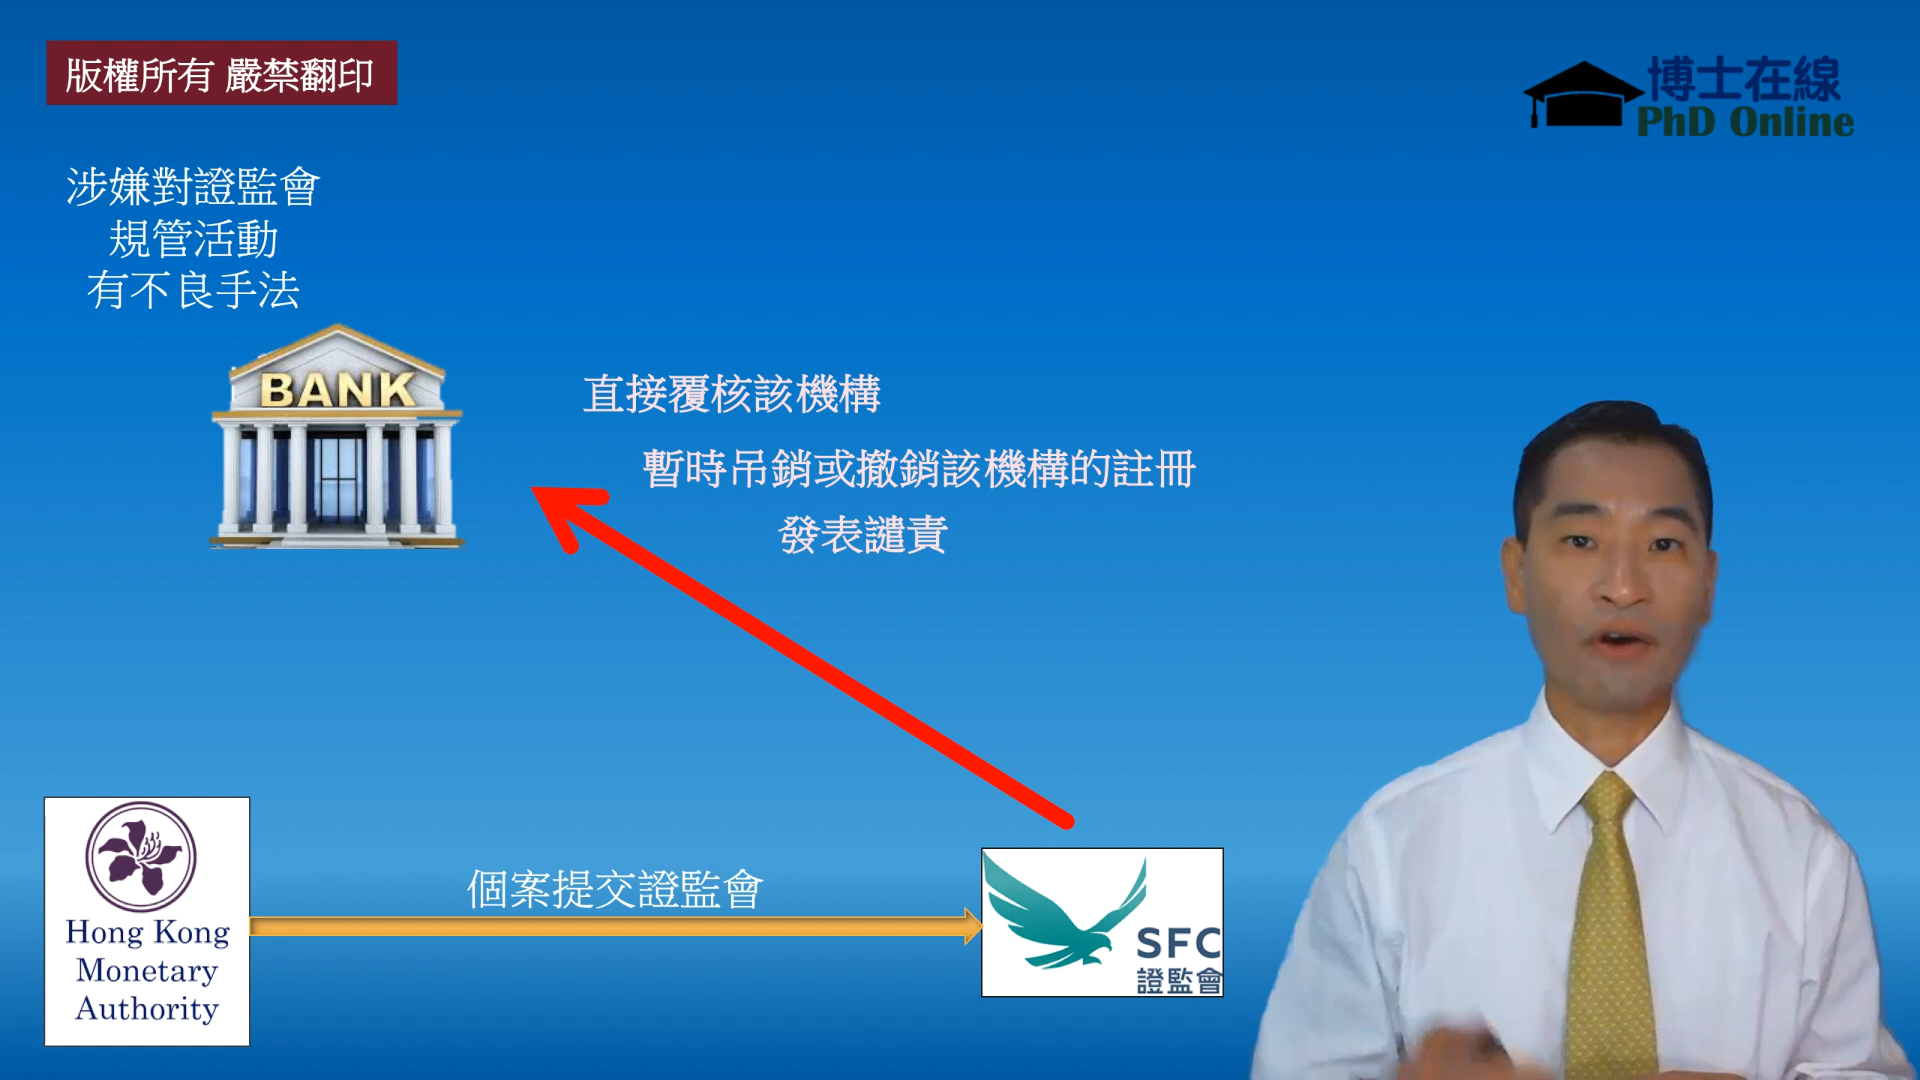 版權所有 嚴禁翻印
博士在線
PhD Online
涉嫌對證監會
規管活動
有不良手法
BANK
直接覆核該機構
暫時吊銷或撤銷該機構的註冊
發表譴責
個案提交證監會
Hong Kong
Monetary
Authority
SFC
證監會